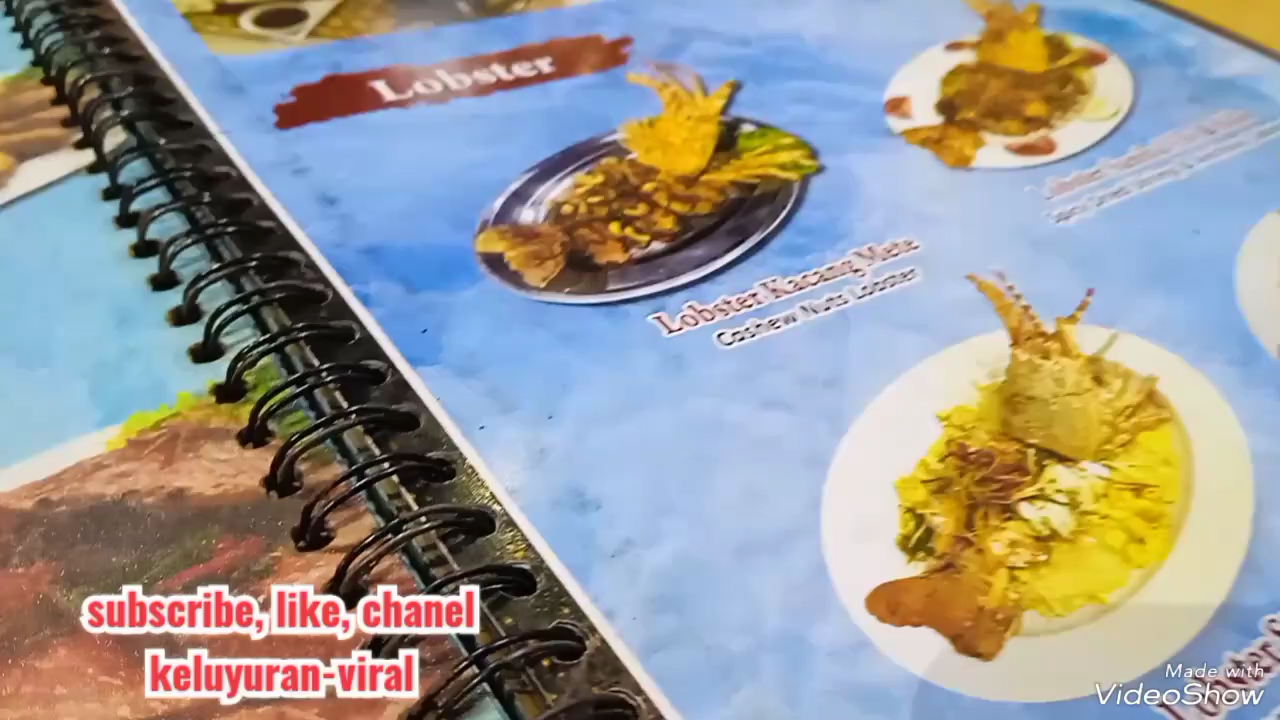 Lobster
Lobster Kacang Mete
Cashew Nuts Lobster
subscribe, like, chanel
keluyuran-viral
Made with
VideoShow